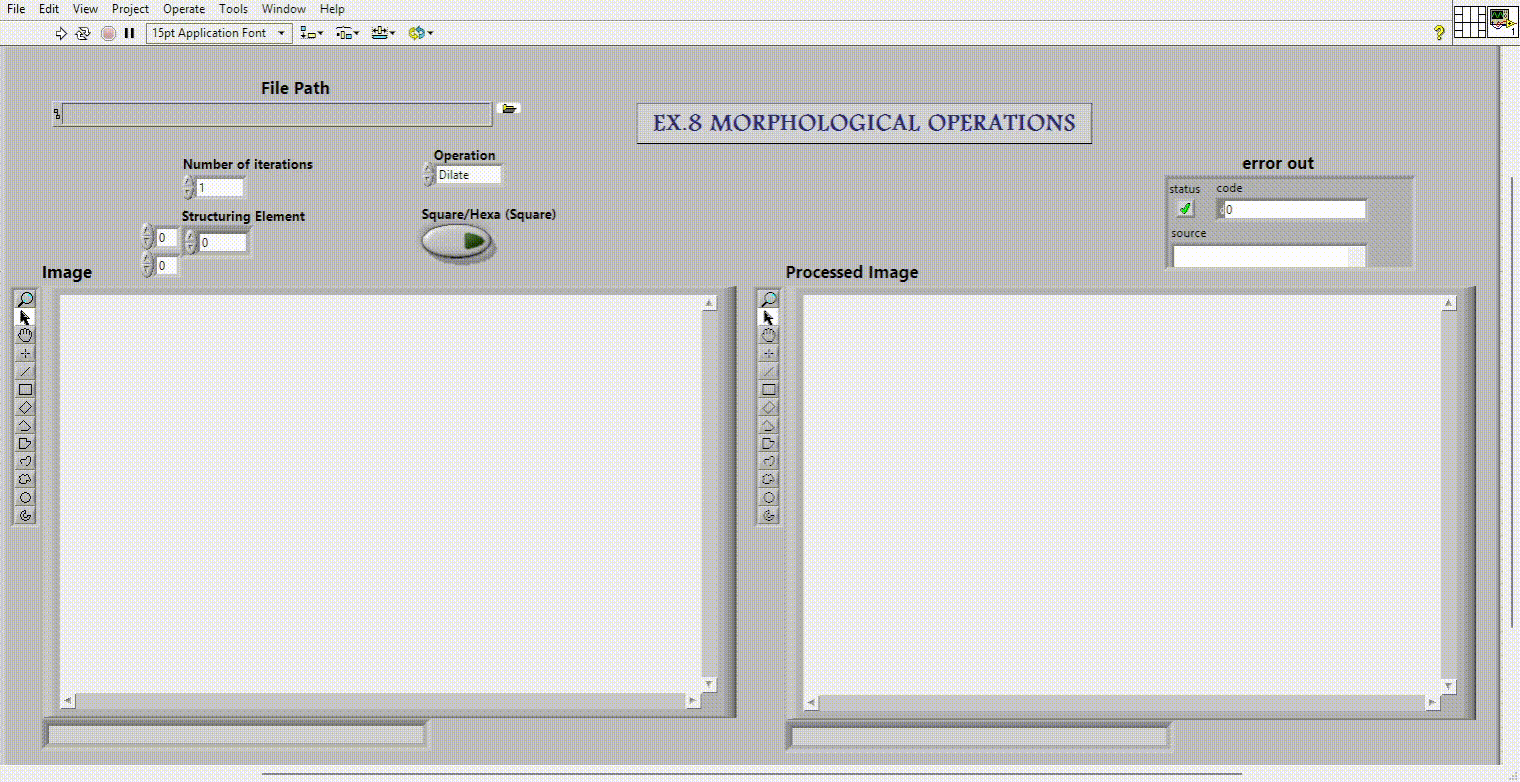 File Edit View Project Operate Tools Window Help
15pt Application Font
?
1
File Path
EX.8 MORPHOLOGICAL OPERATIONS
Number of iterations
1
Operation
Dilate
Structuring Element
0
0
0
Square/Hexa (Square)
error out
status code
0
source
Image
Processed Image